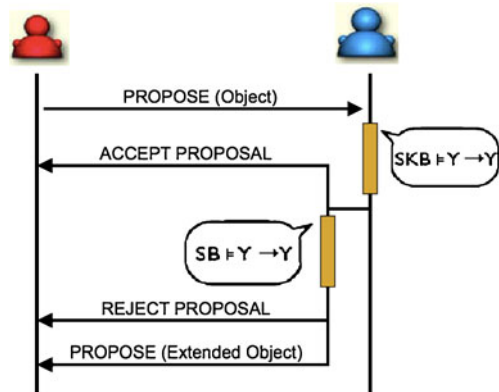 PROPOSE (Object)
ACCEPT PROPOSAL
SKB ⊧ Y → Y
SB ⊧ Y → Y
REJECT PROPOSAL
PROPOSE (Extended Object)